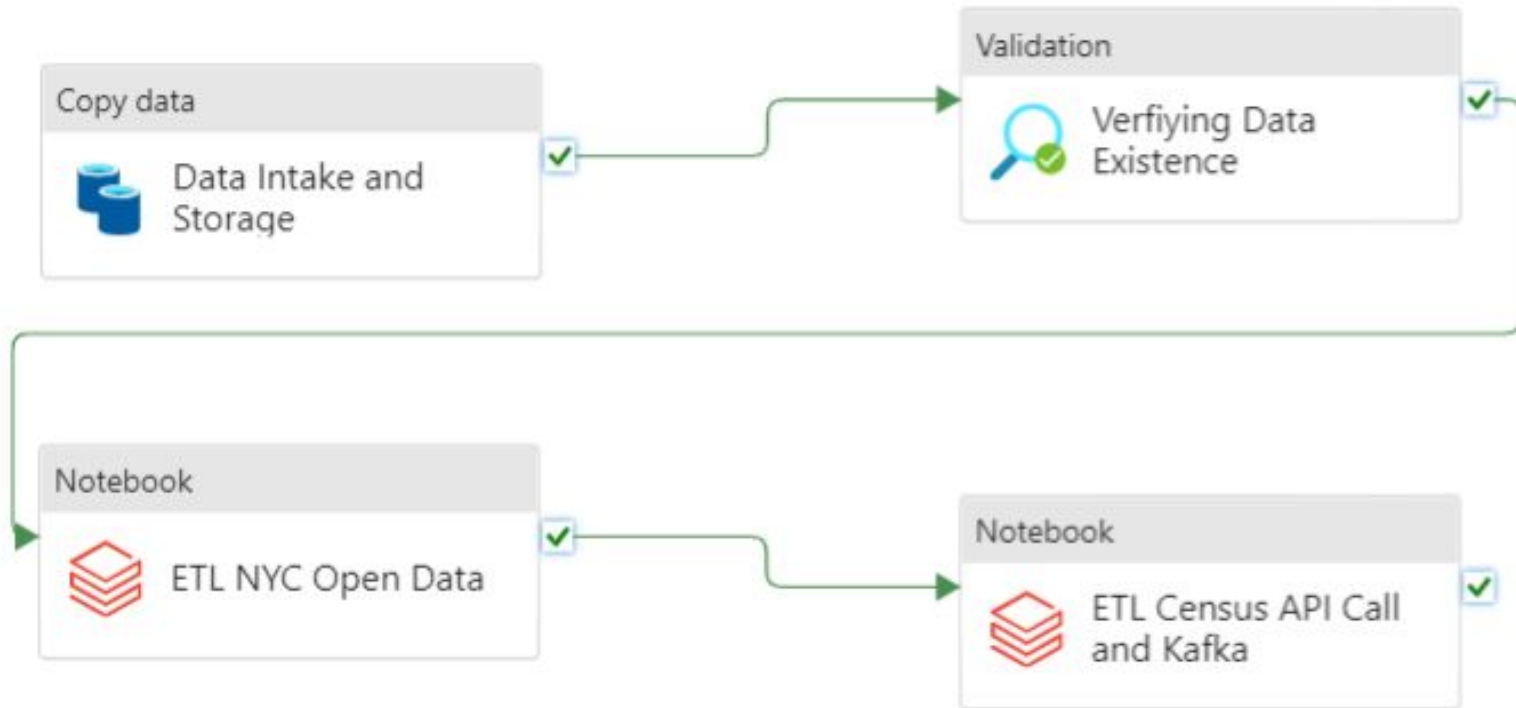 Copy data
Data Intake and
Storage
Validation
Verfiying Data
Existence
Notebook
ETL NYC Open Data
Notebook
ETL Census API Call
and Kafka